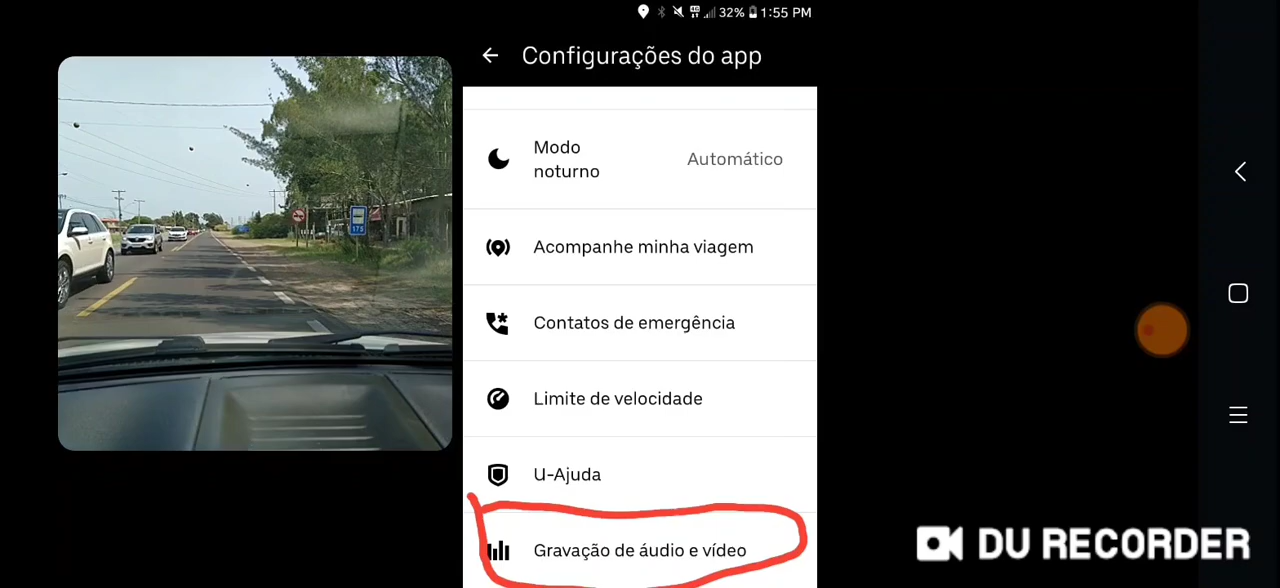 32% 1:55 PM
Configurações do app
Modo
noturno
Automático
Acompanhe minha viagem
Contatos de emergência
Limite de velocidade
U-Ajuda
Gravação de áudio e vídeo
175
DU RECORDER